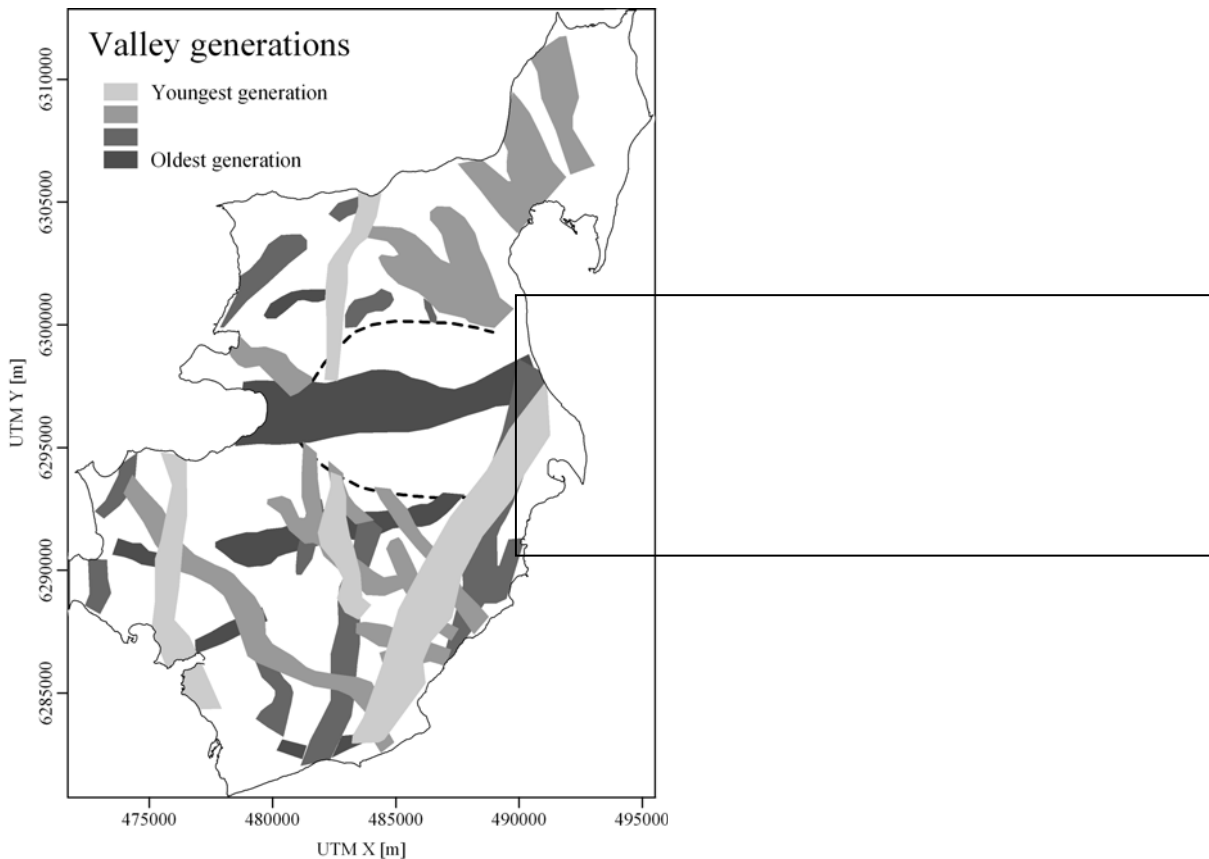 Valley generations
Youngest generation
Oldest generation
6310000
6305000
6300000
6295000
6290000
6285000
UTM Y [m]
475000 480000 485000 490000 495000
UTM X [m]